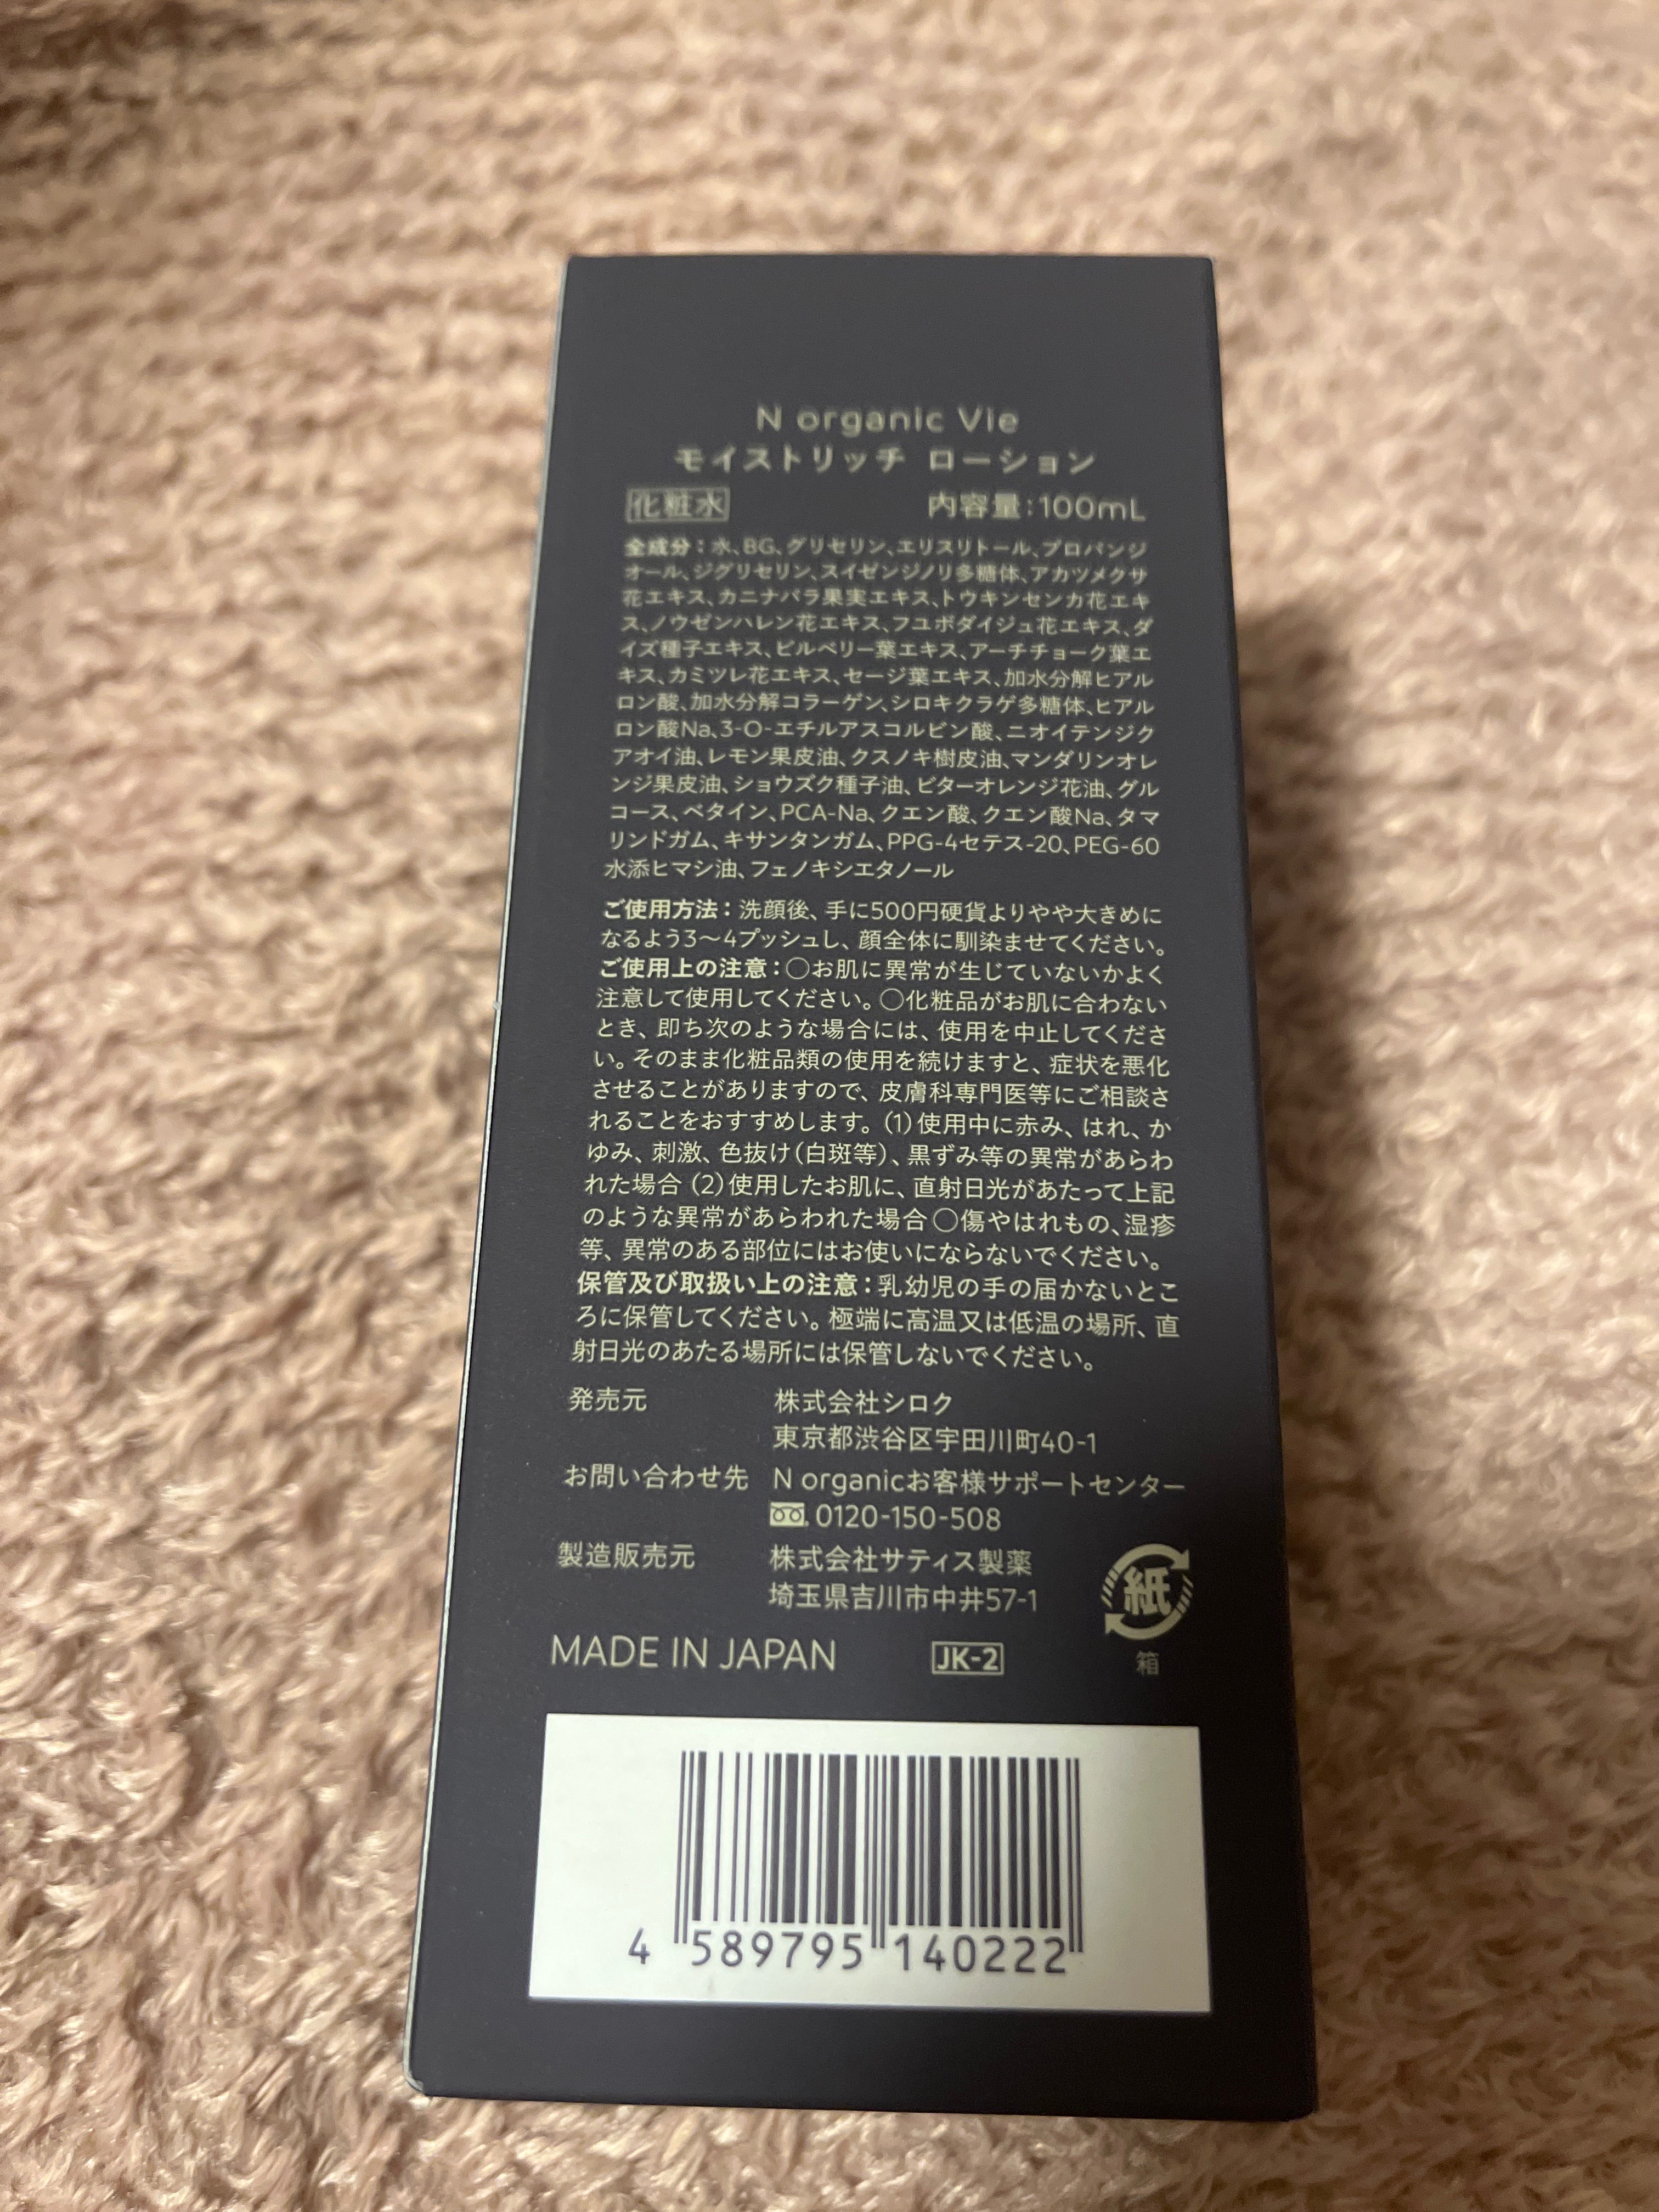 N organic Vie
モイストリッチ ローション
化粧水 内容量：100mL
全成分：水、BG、グリセリン、エリスリトール、プロパンジ
オール、ジグリセリン、スイゼンジノリ多糖体、アカツメクサ
花エキス、カニナバラ果実エキス、トウキンセンカ花エキ
ス、ノウゼンハレン花エキス、フユボダイジュ花エキス、ダ
イズ種子エキス、ビルベリー葉エキス、アーチチョーク葉エ
キス、カミツレ花エキス、セージ葉エキス、加水分解ヒアル
ロン酸、加水分解コラーゲン、シロキクラゲ多糖体、ヒアル
ロン酸Na、3-O-エチルアスコルビン酸、ニオイテンジク
アオイ油、レモン果皮油、クスノキ樹皮油、マンダリンオレ
ンジ果皮油、ショウズク種子油、ビターオレンジ花油、グル
コース、ベタイン、PCA-Na、クエン酸、クエン酸Na、タマ
リンドガム、キサンタンガム、PPG-4セテス-20、PEG-60
水添ヒマシ油、フェノキシエタノール
ご使用方法：洗顔後、手に500円硬貨よりやや大きめに
なるよう3～4プッシュし、顔全体に馴染ませてください。
ご使用上の注意：○お肌に異常が生じていないかよく
注意して使用してください。○化粧品がお肌に合わない
とき、即ち次のような場合には、使用を中止してくださ
い。そのまま化粧品類の使用を続けますと、症状を悪化
させることがありますので、皮膚科専門医等にご相談さ
れることをおすすめします。（1）使用中に赤み、はれ、か
ゆみ、刺激、色抜け（白斑等）、黒ずみ等の異常があらわ
れた場合（2）使用したお肌に、直射日光があたって上記
のような異常があらわれた場合○傷やはれもの、湿疹
等、異常のある部位にはお使いにならないでください。
保管及び取扱い上の注意：乳幼児の手の届かないとこ
ろに保管してください。極端に高温又は低温の場所、直
射日光のあたる場所には保管しないでください。
発売元 株式会社シロク
東京都渋谷区宇田川町40-1
お問い合わせ先 N organicお客様サポートセンター
0120-150-508
製造販売元 株式会社サティス製薬
埼玉県吉川市中井57-1
紙
箱
MADE IN JAPAN JK-2
4 589795 140222